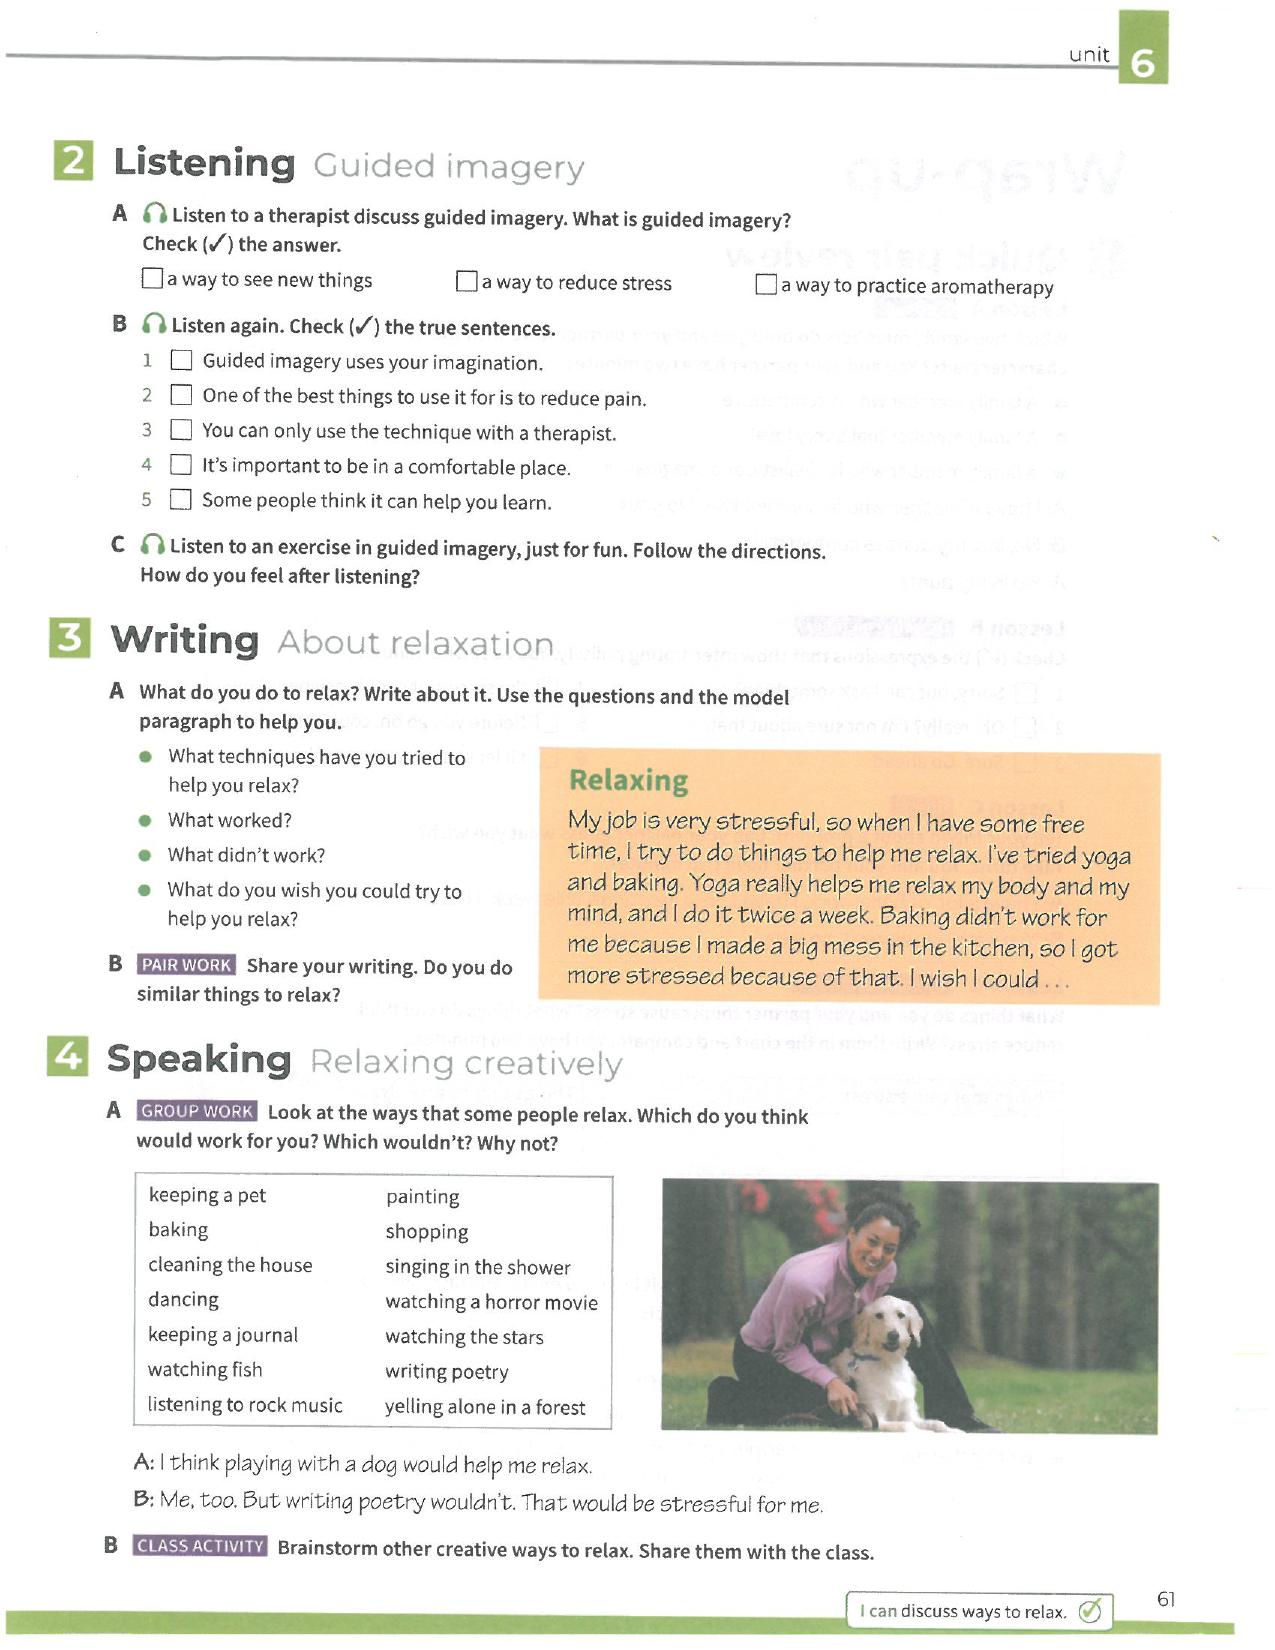 unit 6
2 Listening Guided imagery
A Listen to a therapist discuss guided imagery. What is guided imagery?
Check (✓) the answer.
a way to see new things a way to reduce stress a way to practice aromatherapy
B Listen again. Check (✓) the true sentences.
1 Guided imagery uses your imagination.
2 One of the best things to use it for is to reduce pain.
3 You can only use the technique with a therapist.
4 It's important to be in a comfortable place.
5 Some people think it can help you learn.
C Listen to an exercise in guided imagery, just for fun. Follow the directions.
How do you feel after listening?
3 Writing About relaxation
A What do you do to relax? Write about it. Use the questions and the model
paragraph to help you.
• What techniques have you tried to
help you relax?
• What worked?
• What didn't work?
• What do you wish you could try to
help you relax?
B PAIR WORK Share your writing. Do you do
similar things to relax?
Relaxing
My job is very stressful, so when I have some free
time, I try to do things to help me relax. I've tried yoga
and baking. Yoga really helps me relax my body and my
mind, and I do it twice a week. Baking didn't work for
me because I made a big mess in the kitchen, so I got
more stressed because of that. I wish I could ...
4 Speaking Relaxing creatively
A GROUP WORK Look at the ways that some people relax. Which do you think
would work for you? Which wouldn't? Why not?
keeping a pet painting
baking shopping
cleaning the house singing in the shower
dancing watching a horror movie
keeping a journal watching the stars
watching fish writing poetry
listening to rock music yelling alone in a forest
A: I think playing with a dog would help me relax.
B: Me, too. But writing poetry wouldn't. That would be stressful for me.
B CLASS ACTIVITY Brainstorm other creative ways to relax. Share them with the class.
I can discuss ways to relax.
61